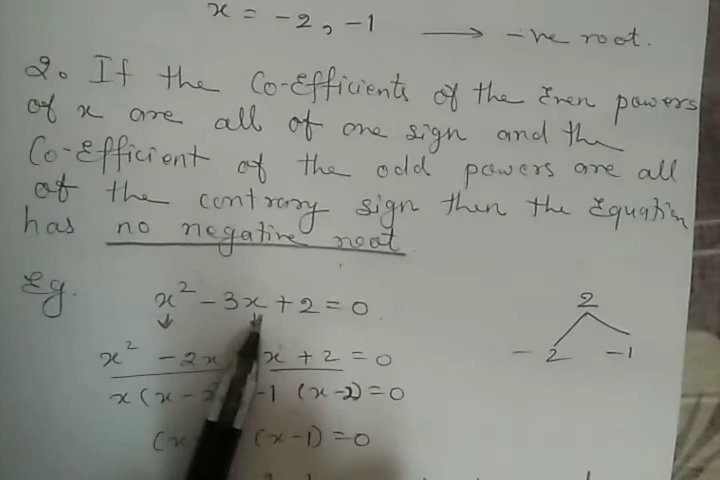 x = -2, -1 → -ve root.
2. If the Co-efficients of the Even powers
of x are all of one sign and the
Co-efficient of the odd powers are all
of the contrary sign then the Equation
has no negative root
Eg. x² - 3x + 2 = 0
2
x² - 2x x + 2 = 0
-2 -1
x(x - -1 (x-2) = 0
(x (x-1) = 0